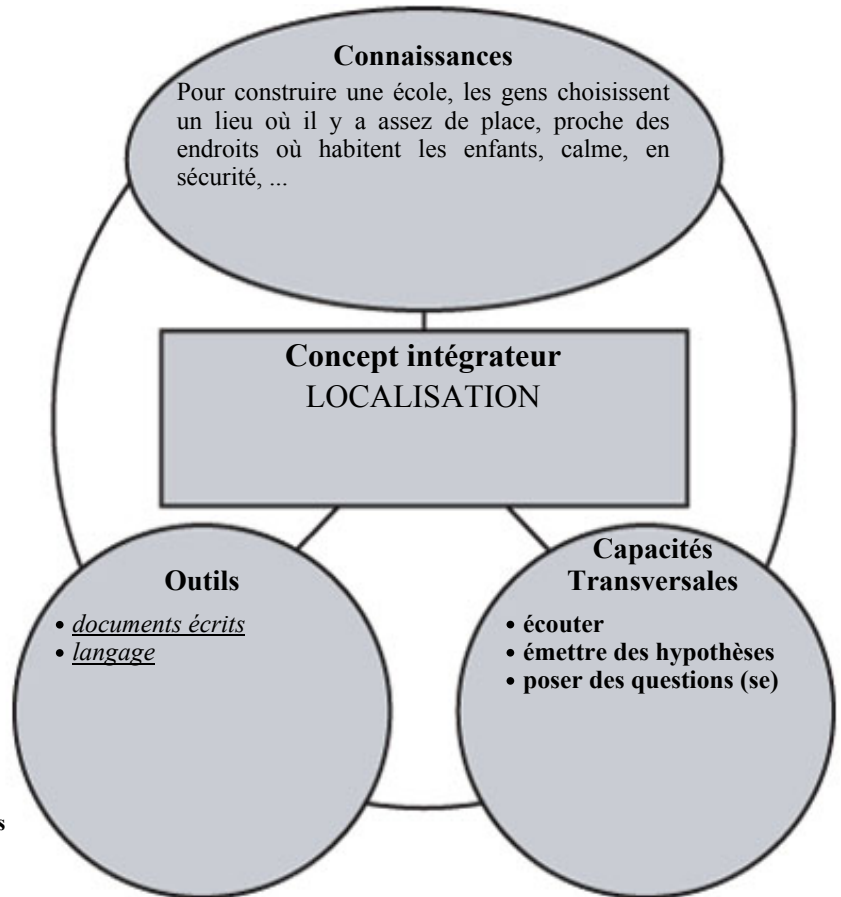 Connaissances
Pour construire une école, les gens choisissent
un lieu où il y a assez de place, proche des
endroits où habitent les enfants, calme, en
sécurité, ...
Concept intégrateur
LOCALISATION
Outils
• documents écrits
• langage
Capacités
Transversales
• écouter
• émettre des hypothèses
• poser des questions (se)
s